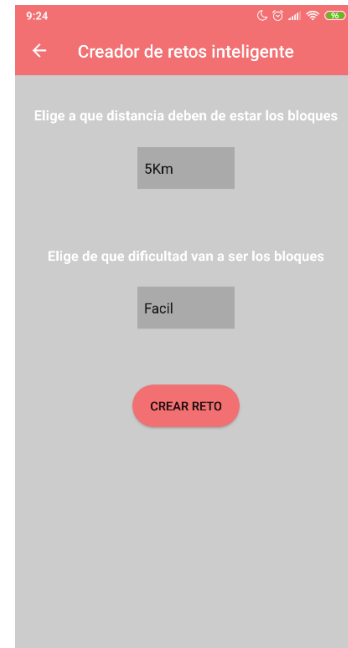 9:24
96
Creador de retos inteligente
Elige a que distancia deben de estar los bloques
5Km
Elige de que dificultad van a ser los bloques
Facil
CREAR RETO